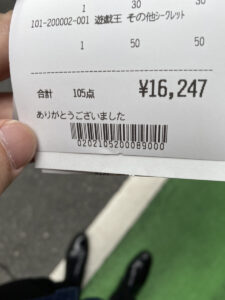 1 30 30
101-200002-001 遊戯王 その他シークレット
1 50 50
合計 105点 ¥16,247
ありがとうございました
0202105200089000